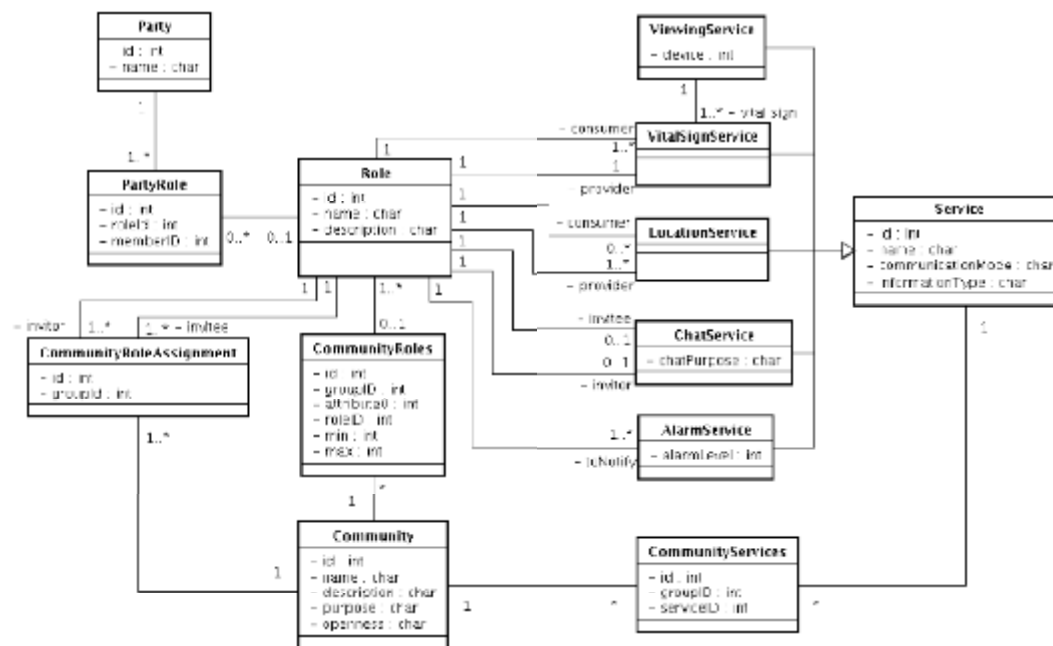 Party
id : int
– name : char
1
1..*
PartyRole
– id : int
– roleId : int
– memberID : int
0..*
0..1
Role
– id : int
– name : char
– description : char
ViewingService
– device : int
1
1..* – vital sign
VitalSignService
– consumer
1..*
1
– provider
1
1
1
1
1
1
– consumer
LocationService
0..*
1..*
– provider
Service
– id : int
– name : char
– communicationMode : char
– informationType : char
1
– invitee
0..1
ChatService
– chatPurpose : char
0..1
– invitor
1
1
1..*
1
– invitor
1..*
1..* – invitee
0..1
CommunityRoleAssignment
– id : int
– groupId : int
1..*
CommunityRoles
– id : int
– groupID : int
– attribute0 : int
– roleID : int
– min : int
– max : int
1..*
AlarmService
– alarmLevel : int
– toNotify
*
1
Community
– id : int
– name : char
– description : char
– purpose : char
– openness : char
1
1
*
CommunityServices
– id : int
– groupID : int
– serviceID : int
*